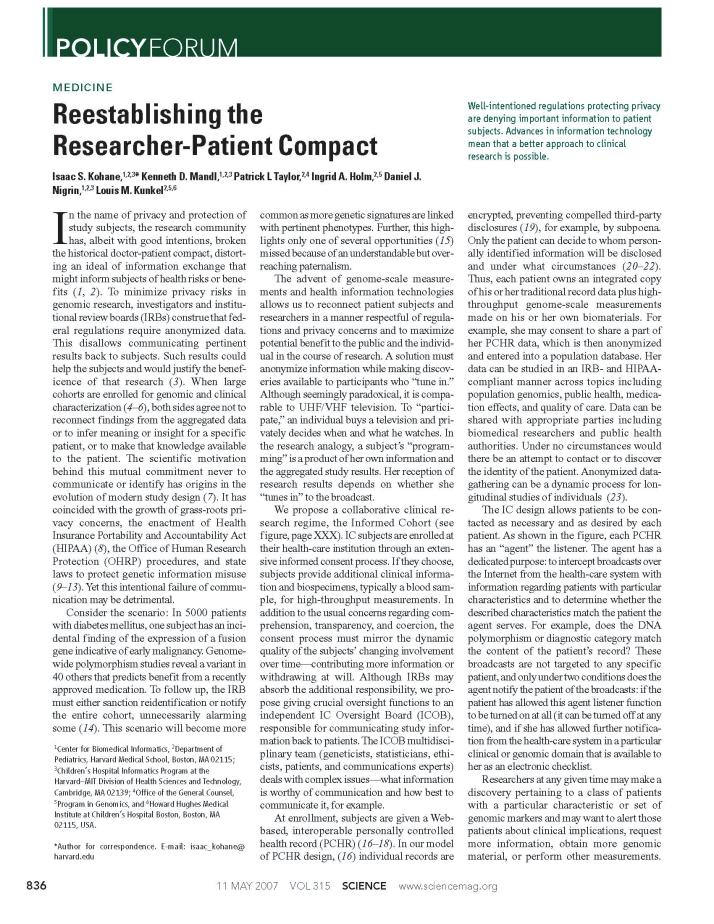 POLICYFORUM
MEDICINE
Reestablishing the
Researcher-Patient Compact
Isaac S. Kohane,1,2,3* Kenneth D. Mandl,1,2,3 Patrick L Taylor,2,4 Ingrid A. Holm,2,5 Daniel J.
Nigrin,1,2,3 Louis M. Kunkel2,5,6
Well-intentioned regulations protecting privacy
are denying important information to patient
subjects. Advances in information technology
mean that a better approach to clinical
research is possible.
In the name of privacy and protection of
study subjects, the research community
has, albeit with good intentions, broken
the historical doctor-patient compact, distort-
ing an ideal of information exchange that
might inform subjects of health risks or bene-
fits (1, 2). To minimize privacy risks in
genomic research, investigators and institu-
tional review boards (IRBs) construe that fed-
eral regulations require anonymized data.
This disallows communicating pertinent
results back to subjects. Such results could
help the subjects and would justify the benef-
icence of that research (3). When large
cohorts are enrolled for genomic and clinical
characterization (4–6), both sides agree not to
reconnect findings from the aggregated data
or to infer meaning or insight for a specific
patient, or to make that knowledge available
to the patient. The scientific motivation
behind this mutual commitment never to
communicate or identify has origins in the
evolution of modern study design (7). It has
coincided with the growth of grass-roots pri-
vacy concerns, the enactment of Health
Insurance Portability and Accountability Act
(HIPAA) (8), the Office of Human Research
Protection (OHRP) procedures, and state
laws to protect genetic information misuse
(9–13). Yet this intentional failure of commu-
nication may be detrimental.
Consider the scenario: In 5000 patients
with diabetes mellitus, one subject has an inci-
dental finding of the expression of a fusion
gene indicative of early malignancy. Genome-
wide polymorphism studies reveal a variant in
40 others that predicts benefit from a recently
approved medication. To follow up, the IRB
must either sanction reidentification or notify
the entire cohort, unnecessarily alarming
some (14). This scenario will become more
1Center for Biomedical Informatics, 2Department of
Pediatrics, Harvard Medical School, Boston, MA 02115;
3Children's Hospital Informatics Program at the
Harvard–MIT Division of Health Sciences and Technology,
Cambridge, MA 02139; 4Office of the General Counsel,
5Program in Genomics, and 6Howard Hughes Medical
Institute at Children's Hospital Boston, Boston, MA
02115, USA.
*Author for correspondence. E-mail: isaac_kohane@
harvard.edu
common as more genetic signatures are linked
with pertinent phenotypes. Further, this high-
lights only one of several opportunities (15)
missed because of an understandable but over-
reaching paternalism.
The advent of genome-scale measure-
ments and health information technologies
allows us to reconnect patient subjects and
researchers in a manner respectful of regula-
tions and privacy concerns and to maximize
potential benefit to the public and the individ-
ual in the course of research. A solution must
anonymize information while making discov-
eries available to participants who "tune in."
Although seemingly paradoxical, it is compa-
rable to UHF/VHF television. To "partici-
pate," an individual buys a television and pri-
vately decides when and what he watches. In
the research analogy, a subject's "program-
ming" is a product of her own information and
the aggregated study results. Her reception of
research results depends on whether she
"tunes in" to the broadcast.
We propose a collaborative clinical re-
search regime, the Informed Cohort (see
figure, page XXX). IC subjects are enrolled at
their health-care institution through an exten-
sive informed consent process. If they choose,
subjects provide additional clinical informa-
tion and biospecimens, typically a blood sam-
ple, for high-throughput measurements. In
addition to the usual concerns regarding com-
prehension, transparency, and coercion, the
consent process must mirror the dynamic
quality of the subjects' changing involvement
over time—contributing more information or
withdrawing at will. Although IRBs may
absorb the additional responsibility, we pro-
pose giving crucial oversight functions to an
independent IC Oversight Board (ICOB),
responsible for communicating study infor-
mation back to patients. The ICOB multidisci-
plinary team (geneticists, statisticians, ethi-
cists, patients, and communications experts)
deals with complex issues—what information
is worthy of communication and how best to
communicate it, for example.
At enrollment, subjects are given a Web-
based, interoperable personally controlled
health record (PCHR) (16–18). In our model
of PCHR design, (16) individual records are
encrypted, preventing compelled third-party
disclosures (19), for example, by subpoena.
Only the patient can decide to whom person-
ally identified information will be disclosed
and under what circumstances (20–22).
Thus, each patient owns an integrated copy
of his or her traditional record data plus high-
throughput genome-scale measurements
made on his or her own biomaterials. For
example, she may consent to share a part of
her PCHR data, which is then anonymized
and entered into a population database. Her
data can be studied in an IRB- and HIPAA-
compliant manner across topics including
population genomics, public health, medica-
tion effects, and quality of care. Data can be
shared with appropriate parties including
biomedical researchers and public health
authorities. Under no circumstances would
there be an attempt to contact or to discover
the identity of the patient. Anonymized data-
gathering can be a dynamic process for lon-
gitudinal studies of individuals (23).
The IC design allows patients to be con-
tacted as necessary and as desired by each
patient. As shown in the figure, each PCHR
has an "agent" the listener. The agent has a
dedicated purpose: to intercept broadcasts over
the Internet from the health-care system with
information regarding patients with particular
characteristics and to determine whether the
described characteristics match the patient the
agent serves. For example, does the DNA
polymorphism or diagnostic category match
the content of the patient's record? These
broadcasts are not targeted to any specific
patient, and only under two conditions does the
agent notify the patient of the broadcasts: if the
patient has allowed this agent listener function
to be turned on at all (it can be turned off at any
time), and if she has allowed further notifica-
tion from the health-care system in a particular
clinical or genomic domain that is available to
her as an electronic checklist.
Researchers at any given time may make a
discovery pertaining to a class of patients
with a particular characteristic or set of
genomic markers and may want to alert those
patients about clinical implications, request
more information, obtain more genomic
material, or perform other measurements.
836
11 MAY 2007 VOL 315 SCIENCE www.sciencemag.org